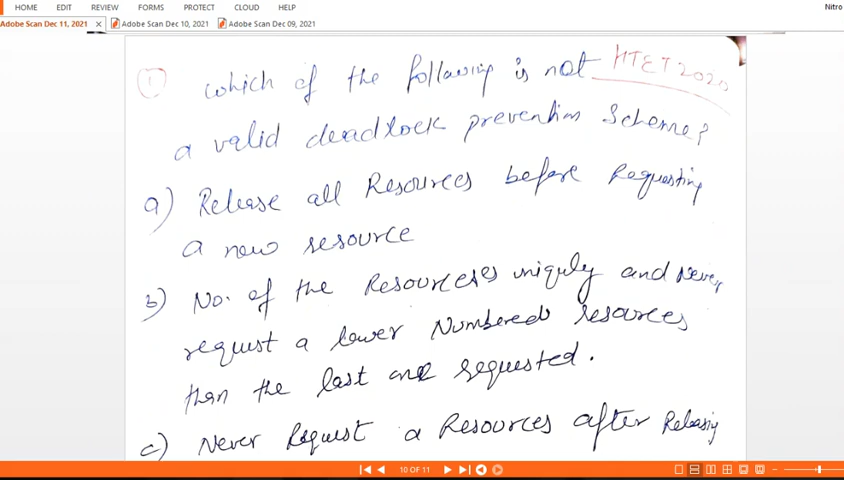 HOME EDIT REVIEW FORMS PROTECT CLOUD HELP Nitro
Adobe Scan Dec 11, 2021 × Adobe Scan Dec 10, 2021 Adobe Scan Dec 09, 2021
① which of the following is not HTET 2020
a valid deadlock prevention Scheme?
a) Release all Resources before Requesting
a new resource
b) No. of the Resourceses uniquly and Never
request a lower Numbered resources
than the last one requested.
c) Never Request a Resources after Releasing
10 OF 11